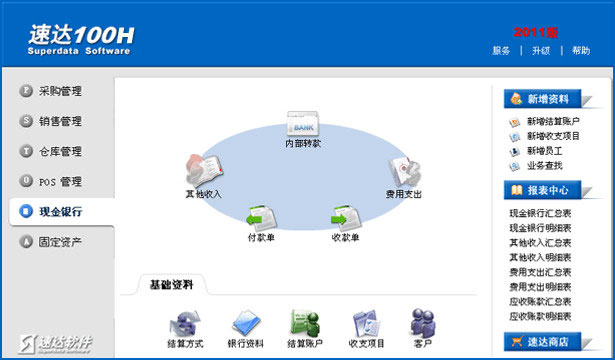 速达100H
Superdata Software
2011版
服务 | 升级 | 帮助
P 采购管理
S 销售管理
T 仓库管理
O POS 管理
现金银行
A 固定资产
速达软件
BANK
内部转款
其他收入
费用支出
付款单
收款单
基础资料
结算方式
银行资料
结算账户
收支项目
客户
新增资料
新增结算账户
新增收支项目
新增员工
业务查找
报表中心
现金银行汇总表
现金银行明细表
其他收入汇总表
其他收入明细表
费用支出汇总表
费用支出明细表
应收账款汇总表
应收账款明细表
速达商店